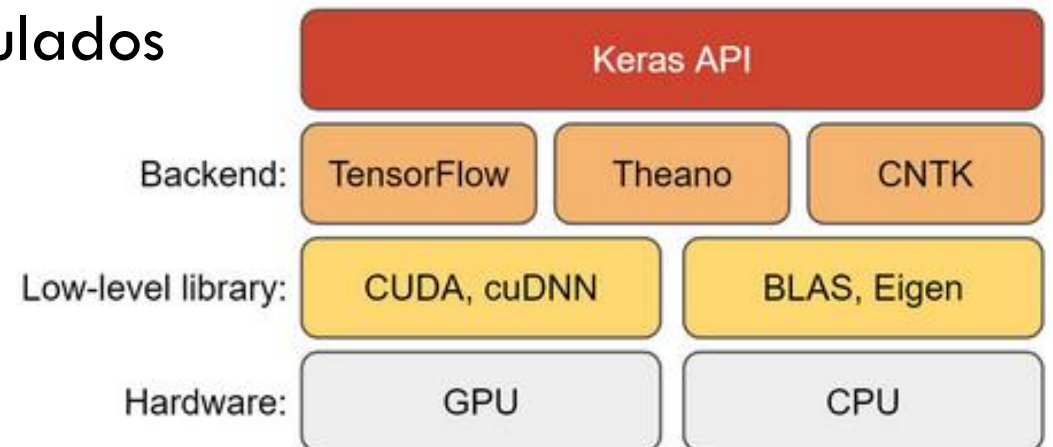 ulados
Keras API
Backend: TensorFlow Theano CNTK
Low-level library: CUDA, cuDNN BLAS, Eigen
Hardware: GPU CPU